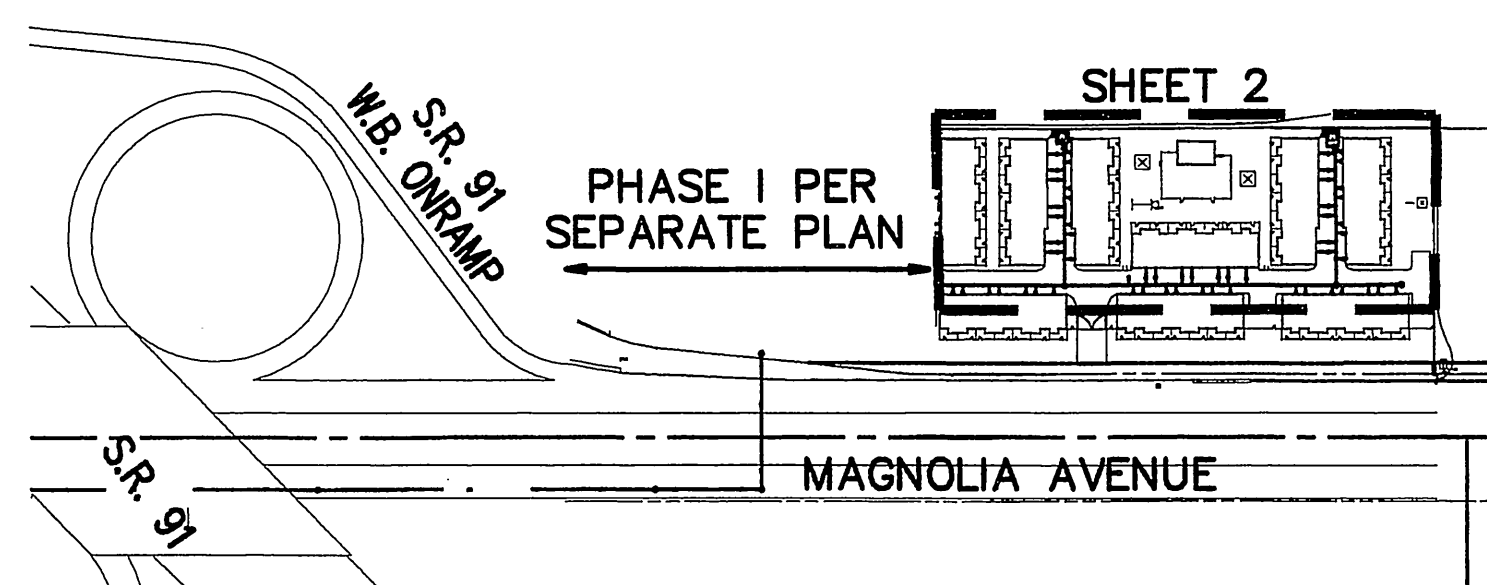 SHEET 2
S.R. 91
W.B. ONRAMP
PHASE I PER
SEPARATE PLAN
MAGNOLIA AVENUE
S.R. 91